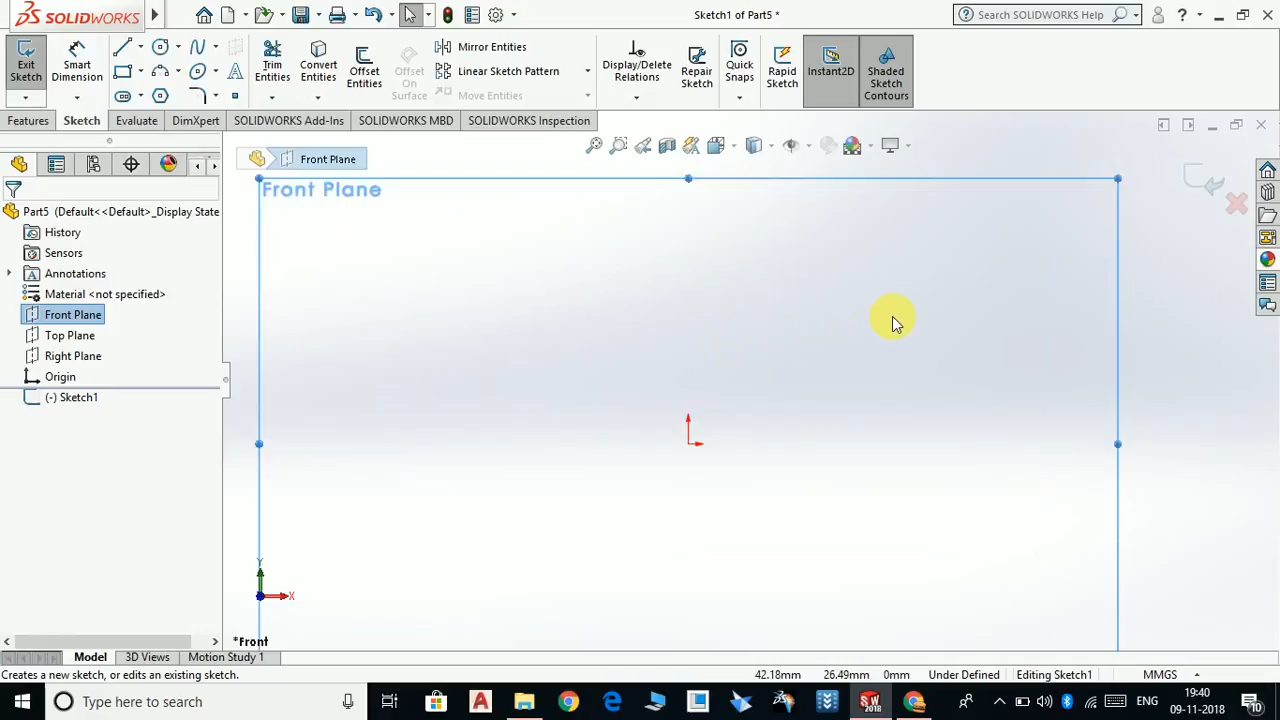 SOLIDWORKS
Sketch1 of Part5 *
Search SOLIDWORKS Help
Exit Sketch
Smart Dimension
Trim Entities
Convert Entities
Offset Entities
Offset On Surface
Mirror Entities
Linear Sketch Pattern
Move Entities
Display/Delete Relations
Repair Sketch
Quick Snaps
Rapid Sketch
Instant2D
Shaded Sketch Contours
Features
Sketch
Evaluate
DimXpert
SOLIDWORKS Add-Ins
SOLIDWORKS MBD
SOLIDWORKS Inspection
Front Plane
Front Plane
Part5 (Default<<Default>_Display State
History
Sensors
Annotations
Material <not specified>
Front Plane
Top Plane
Right Plane
Origin
(-) Sketch1
Y
X
*Front
Model
3D Views
Motion Study 1
Creates a new sketch, or edits an existing sketch.
42.18mm
26.49mm
0mm
Under Defined
Editing Sketch1
MMGS
Type here to search
SW
2018
ENG
19:40
09-11-2018
10